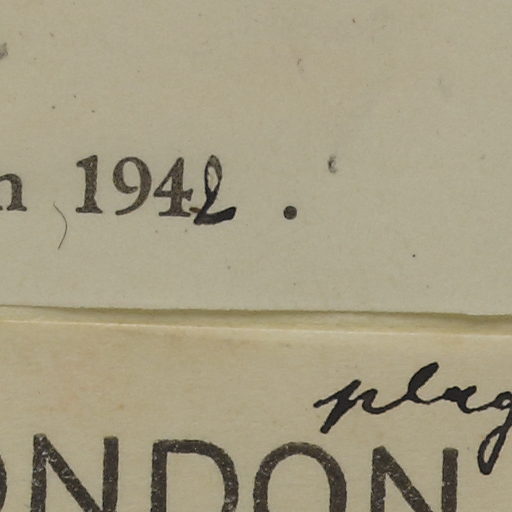 n 1942 .
plag
ONDON